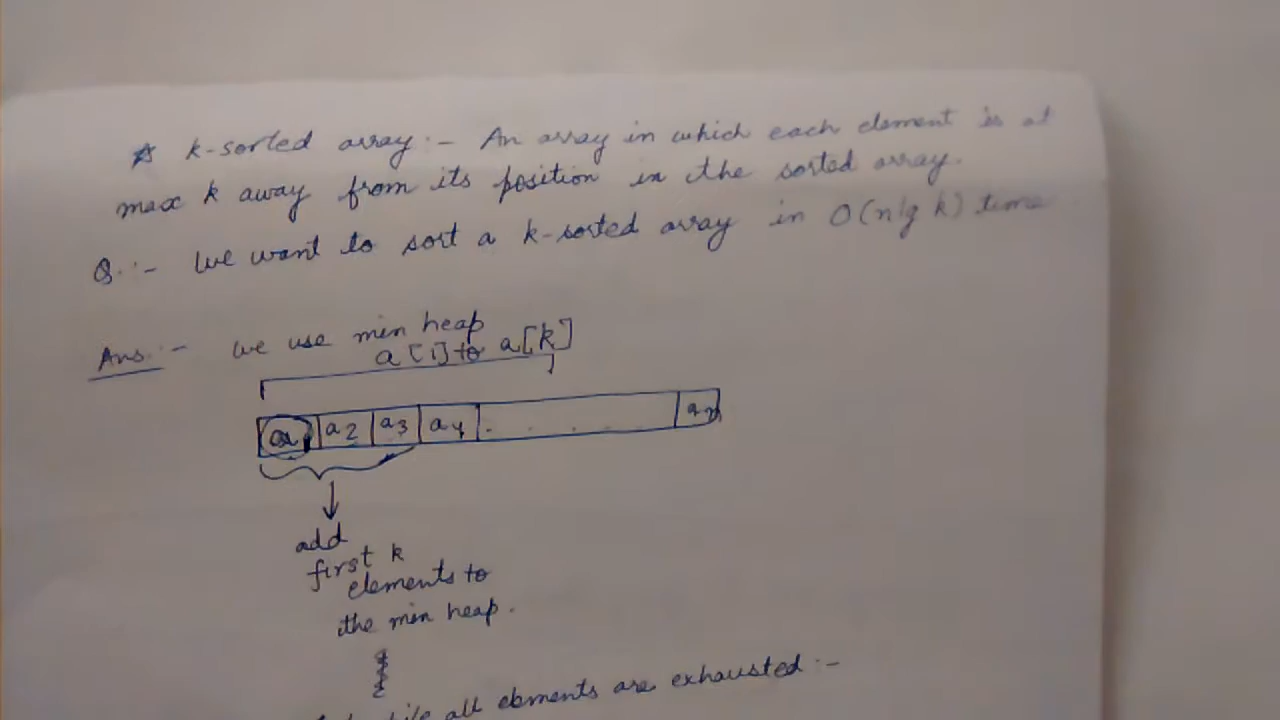 k-sorted array:- An array in which each element is at
max k away from its position in the sorted array.
Q.:- We want to sort a k-sorted array in O(n lg k) time
Ans:- We use min heap
a[1] to a[k]
a1 a2 a3 a4 . . . . an
add
first k
elements to
the min heap.
all elements are exhausted :-